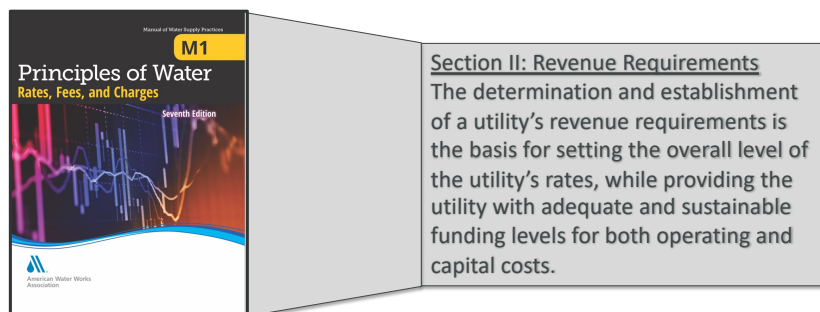 Manual of Water Supply Practices
M1
Principles of Water
Rates, Fees, and Charges
Seventh Edition
American Water Works
Association
Section II: Revenue Requirements
The determination and establishment
of a utility's revenue requirements is
the basis for setting the overall level of
the utility's rates, while providing the
utility with adequate and sustainable
funding levels for both operating and
capital costs.